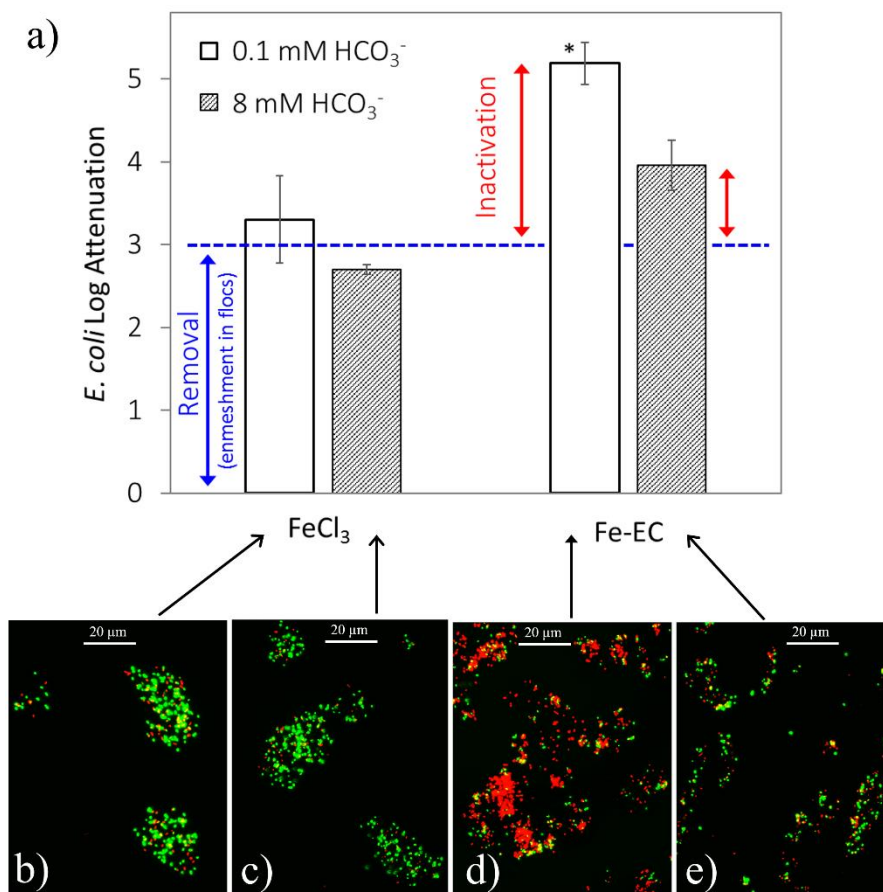 a)
0.1 mM HCO₃⁻
8 mM HCO₃⁻
E. coli Log Attenuation
5
4
3
2
1
0
Removal
(enmeshment in flocs)
*
Inactivation
FeCl₃
Fe-EC
20 µm
20 µm
20 µm
20 µm
b)
c)
d)
e)